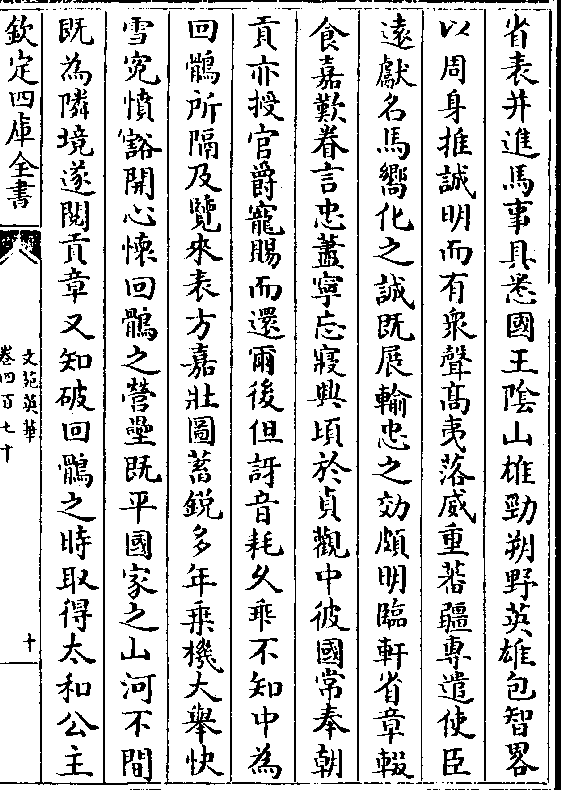 省表并進馬事具悉國王隂山雄勁朔野英雄包智畧
以周身推誠明而有衆聲髙夷落威重蕃疆専遣使臣
逺獻名馬嚮化之誠既展輸忠之効頗明臨軒省章輟
食嘉歎眷言忠藎寧忘寢興頃於貞觀中彼國常奉朝
貢亦授官爵寵賜而還爾後但訝音耗乆乖不知中為
回鶻所隔及覽來表方嘉壯圖蓄鋭多年乗機大舉快
雪寃憤豁開心懐回鶻之營壘既平國家之山河不間
既為隣境遂閲貢章又知破回鶻之時取得太和公主
欽定四庫全書
文苑英華
卷四百七十
十